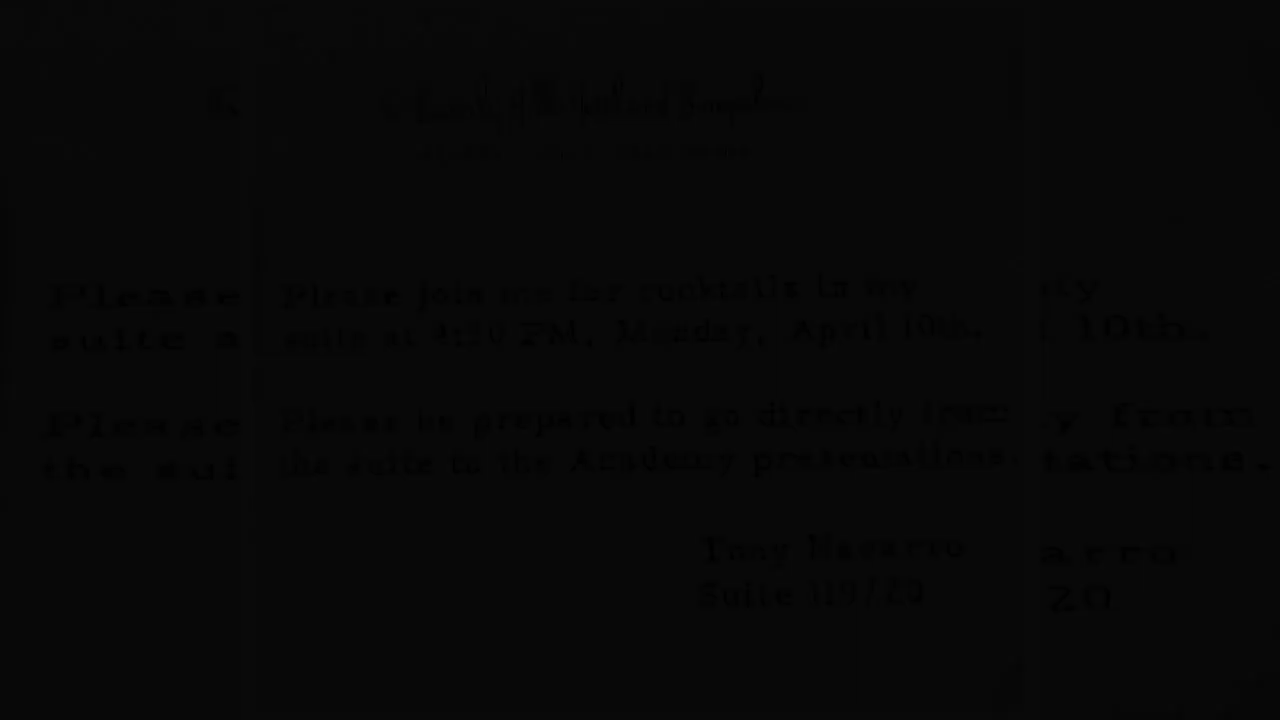 Please join me for cocktails in my
suite at 4:30 PM, Monday, April 10th.
Please be prepared to go directly from
the suite to the Academy presentations.
Tony
Suite 119/20